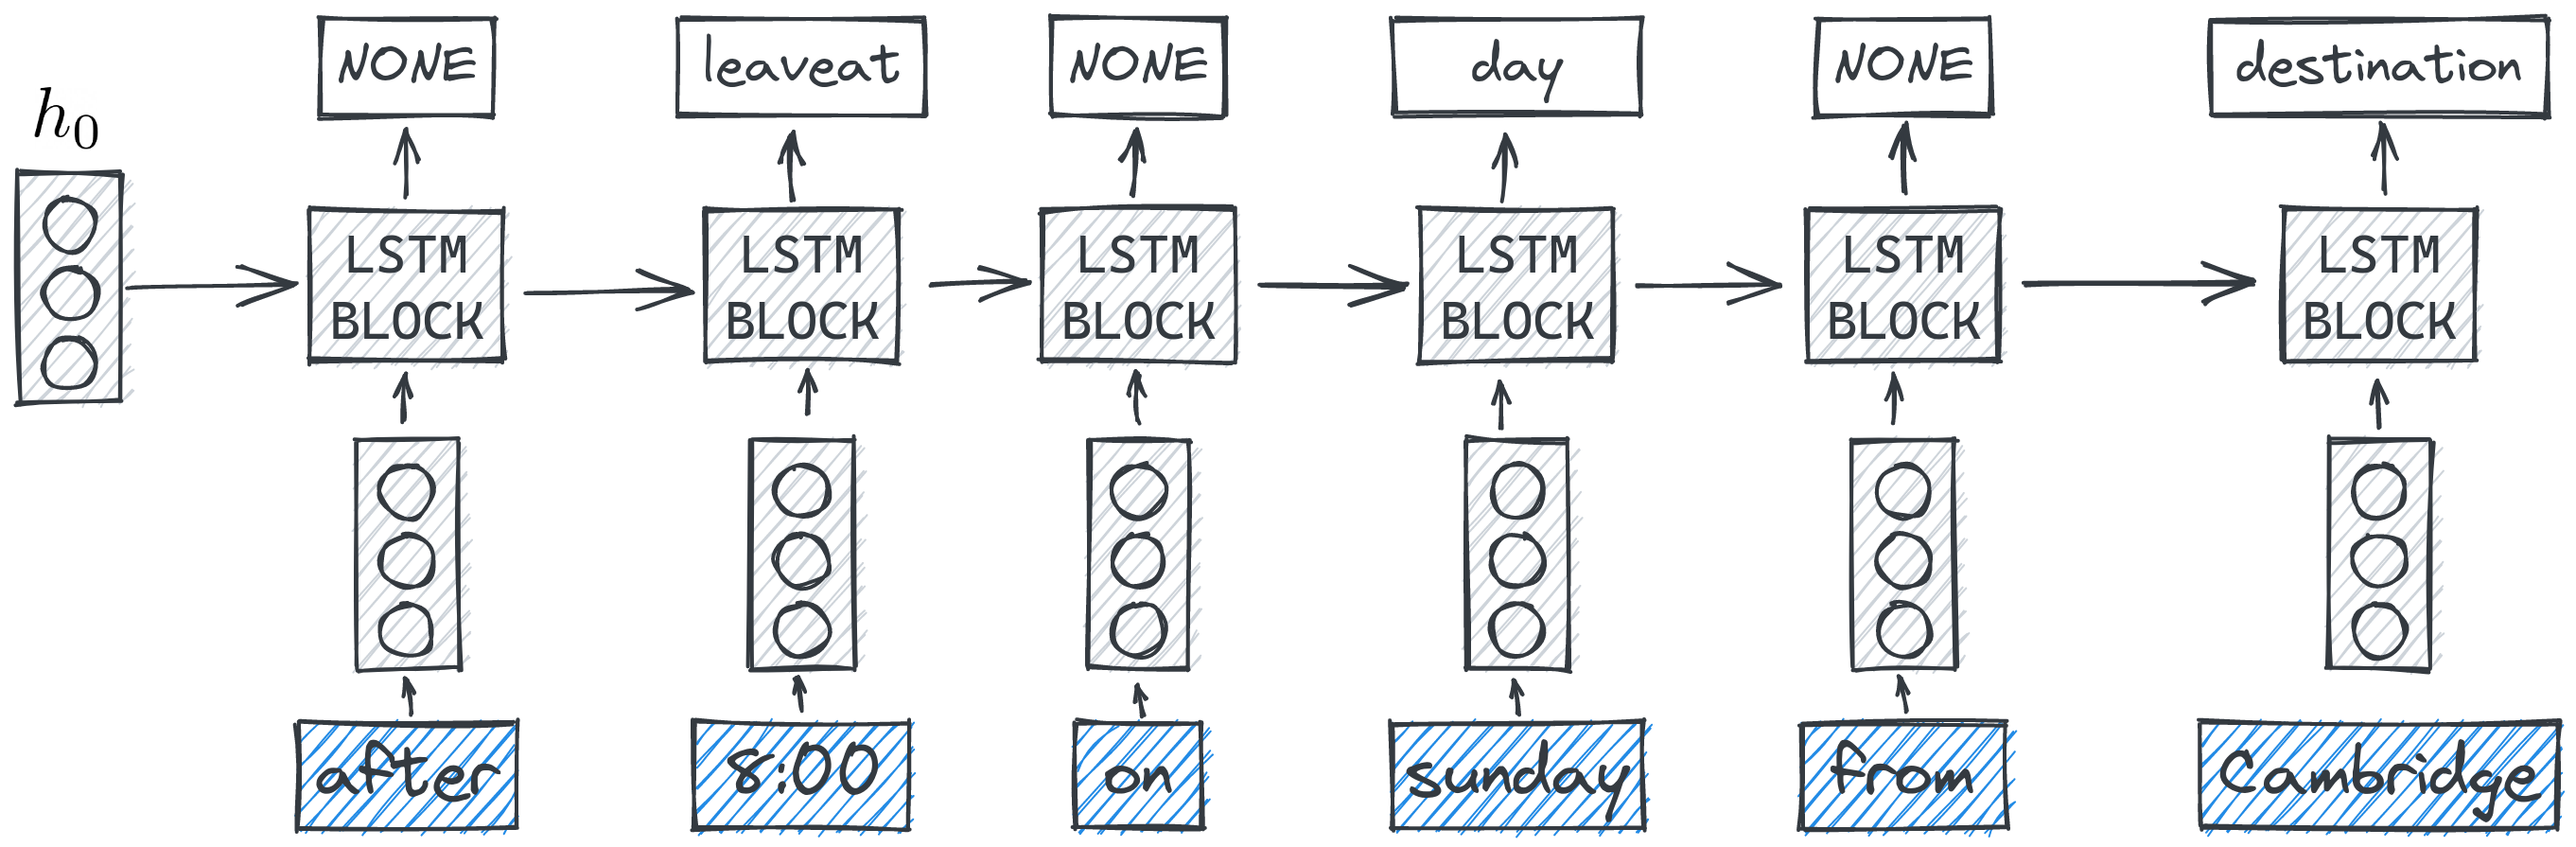 NONE leaveat NONE day NONE destination
h0
LSTM LSTM LSTM LSTM LSTM LSTM
BLOCK BLOCK BLOCK BLOCK BLOCK BLOCK
after 8:00 on sunday from Cambridge